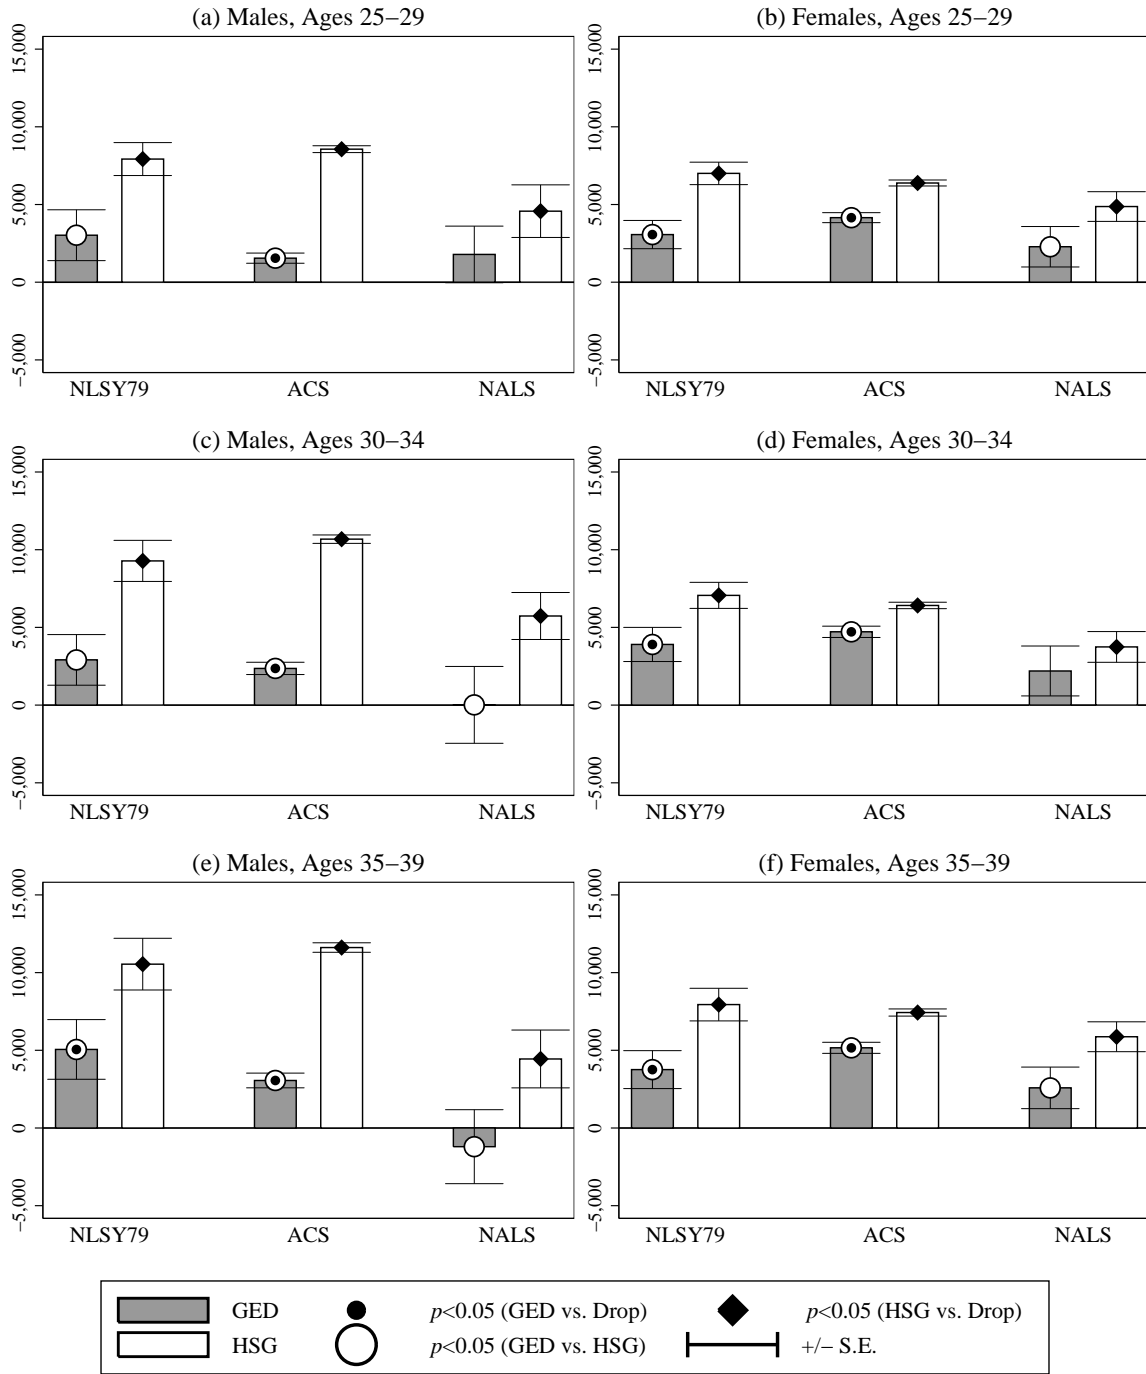 (a) Males, Ages 25−29
(b) Females, Ages 25−29
15,000
10,000
5,000
0
−5,000
15,000
10,000
5,000
0
−5,000
NLSY79 ACS NALS
NLSY79 ACS NALS
(c) Males, Ages 30−34
(d) Females, Ages 30−34
15,000
10,000
5,000
0
−5,000
15,000
10,000
5,000
0
−5,000
NLSY79 ACS NALS
NLSY79 ACS NALS
(e) Males, Ages 35−39
(f) Females, Ages 35−39
15,000
10,000
5,000
0
−5,000
15,000
10,000
5,000
0
−5,000
NLSY79 ACS NALS
NLSY79 ACS NALS
GED p<0.05 (GED vs. Drop) p<0.05 (HSG vs. Drop)
HSG p<0.05 (GED vs. HSG) +/− S.E.